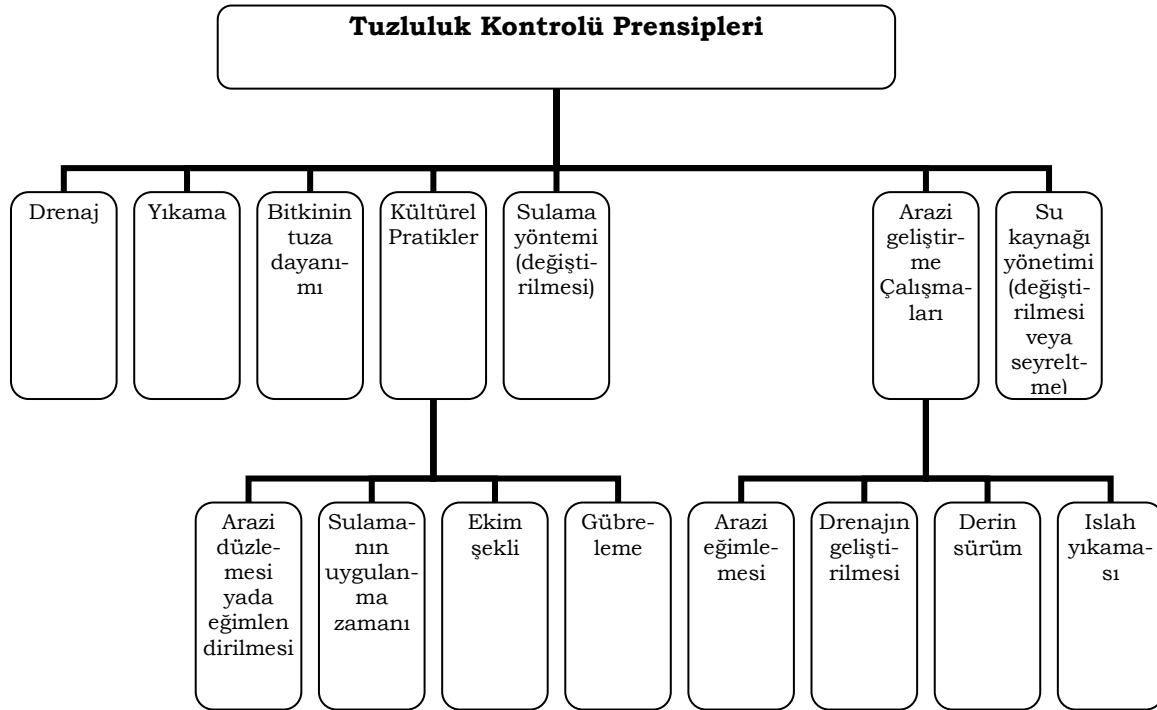 Tuzluluk Kontrolü Prensipleri
Drenaj
Yıkama
Bitkinin
tuza
dayanı-
mı
Kültürel
Pratikler
Sulama
yöntemi
(değişti-
rilmesi)
Arazi
geliştir-
me
Çalışma-
ları
Su
kaynağı
yönetimi
(değişti-
rilmesi
veya
seyrelt-
me)
Arazi
düzle-
mesi
yada
eğimlen
dirilmesi
Sulama-
nın
uygulan-
ma
zamanı
Ekim
şekli
Gübre-
leme
Arazi
eğimle-
mesi
Drenajın
gelişti-
rilmesi
Derin
sürüm
Islah
yıkama-
sı